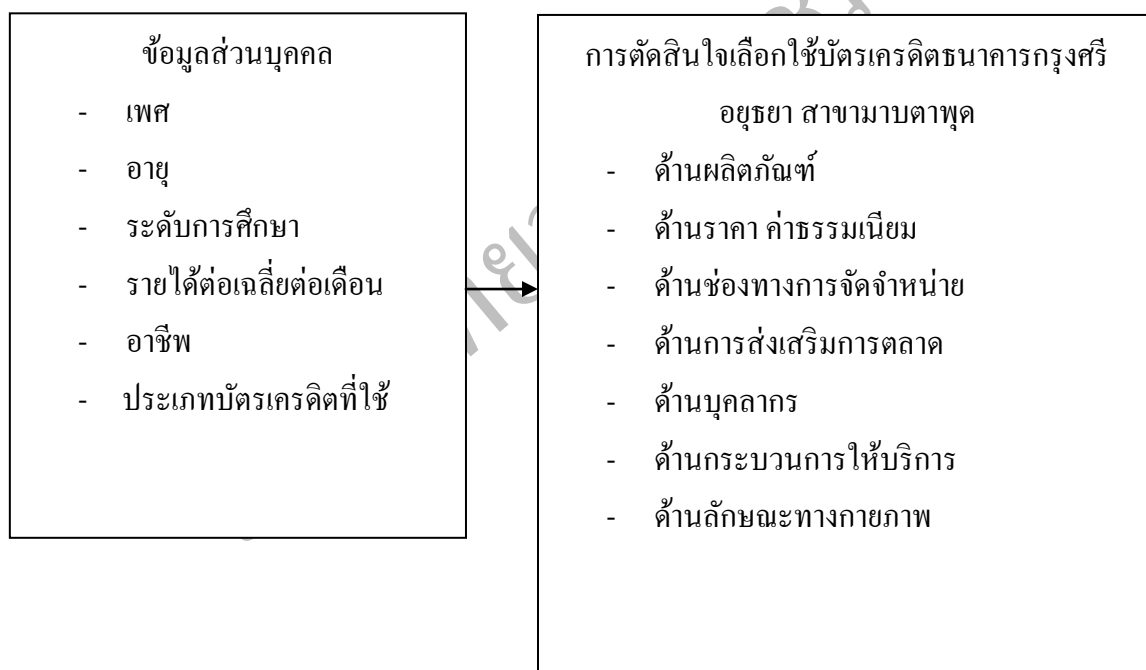 ข้อมูลส่วนบุคคล
- เพศ
- อายุ
- ระดับการศึกษา
- รายได้ต่อเฉลี่ยต่อเดือน
- อาชีพ
- ประเภทบัตรเครดิตที่ใช้
การตัดสินใจเลือกใช้บัตรเครดิตธนาคารกรุงศรี
อยุธยา สาขามาบตาพุด
- ด้านผลิตภัณฑ์
- ด้านราคา ค่าธรรมเนียม
- ด้านช่องทางการจัดจำหน่าย
- ด้านการส่งเสริมการตลาด
- ด้านบุคลากร
- ด้านกระบวนการให้บริการ
- ด้านลักษณะทางกายภาพ